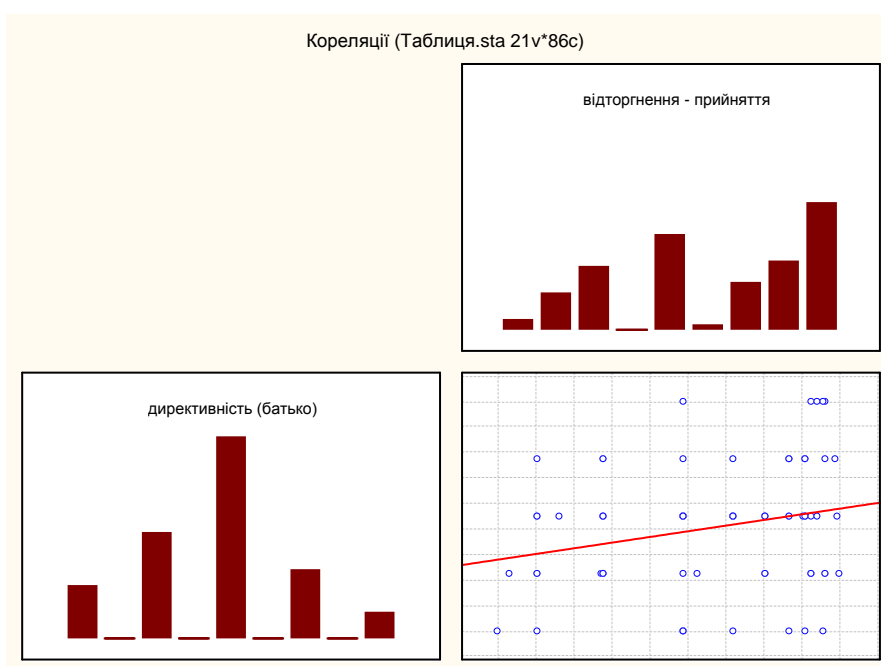 Кореляції (Таблиця.sta 21v*86c)
відторгнення - прийняття
директивність (батько)